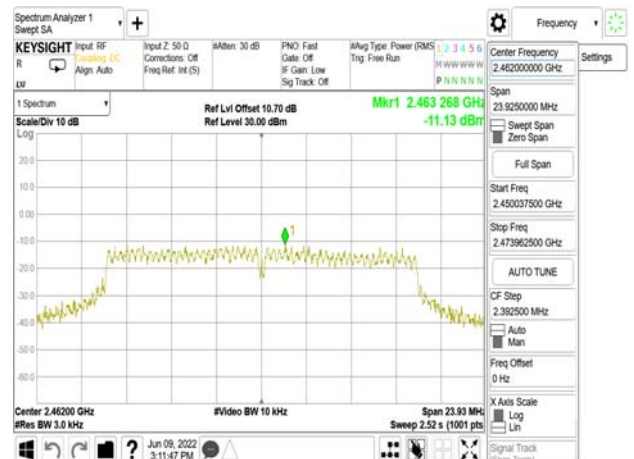 Spectrum Analyzer 1
Swept SA
Frequency
KEYSIGHT
Input: RF
Coupling: DC
Align: Auto
Input Z: 50 Ω
Corrections: Off
Freq Ref: Int (S)
#Atten: 30 dB
PNO: Fast
Gate: Off
IF Gain: Low
Sig Track: Off
#Avg Type: Power (RMS
Trig: Free Run
1 2 3 4 5 6
M W W W W W
P N N N N N
R
LXI
Center Frequency
2.462000000 GHz
Settings
Span
23.9250000 MHz
Swept Span
Zero Span
Full Span
Start Freq
2.450037500 GHz
Stop Freq
2.473962500 GHz
AUTO TUNE
CF Step
2.392500 MHz
Auto
Man
Freq Offset
0 Hz
X Axis Scale
Log
Lin
Signal Track
1 Spectrum
Scale/Div 10 dB
Log
Ref Lvl Offset 10.70 dB
Ref Level 30.00 dBm
Mkr1 2.463 268 GHz
-11.13 dBm
20.0
10.0
0.00
-10.0
-20.0
-30.0
-40.0
-50.0
-60.0
1
Center 2.46200 GHz
#Res BW 3.0 kHz
#Video BW 10 kHz
Span 23.93 MHz
Sweep 2.52 s (1001 pts
?
Jun 09, 2022
3:11:47 PM